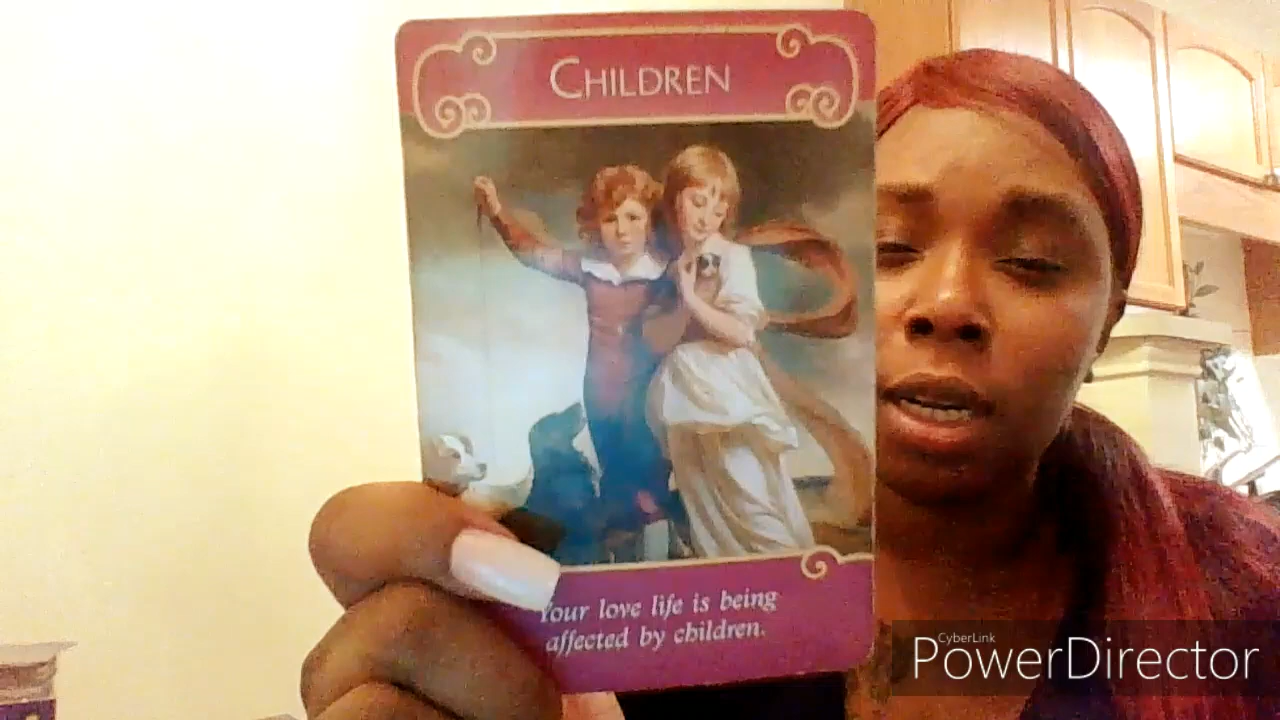 CHILDREN
Your love life is being
affected by children.
CyberLink
PowerDirector